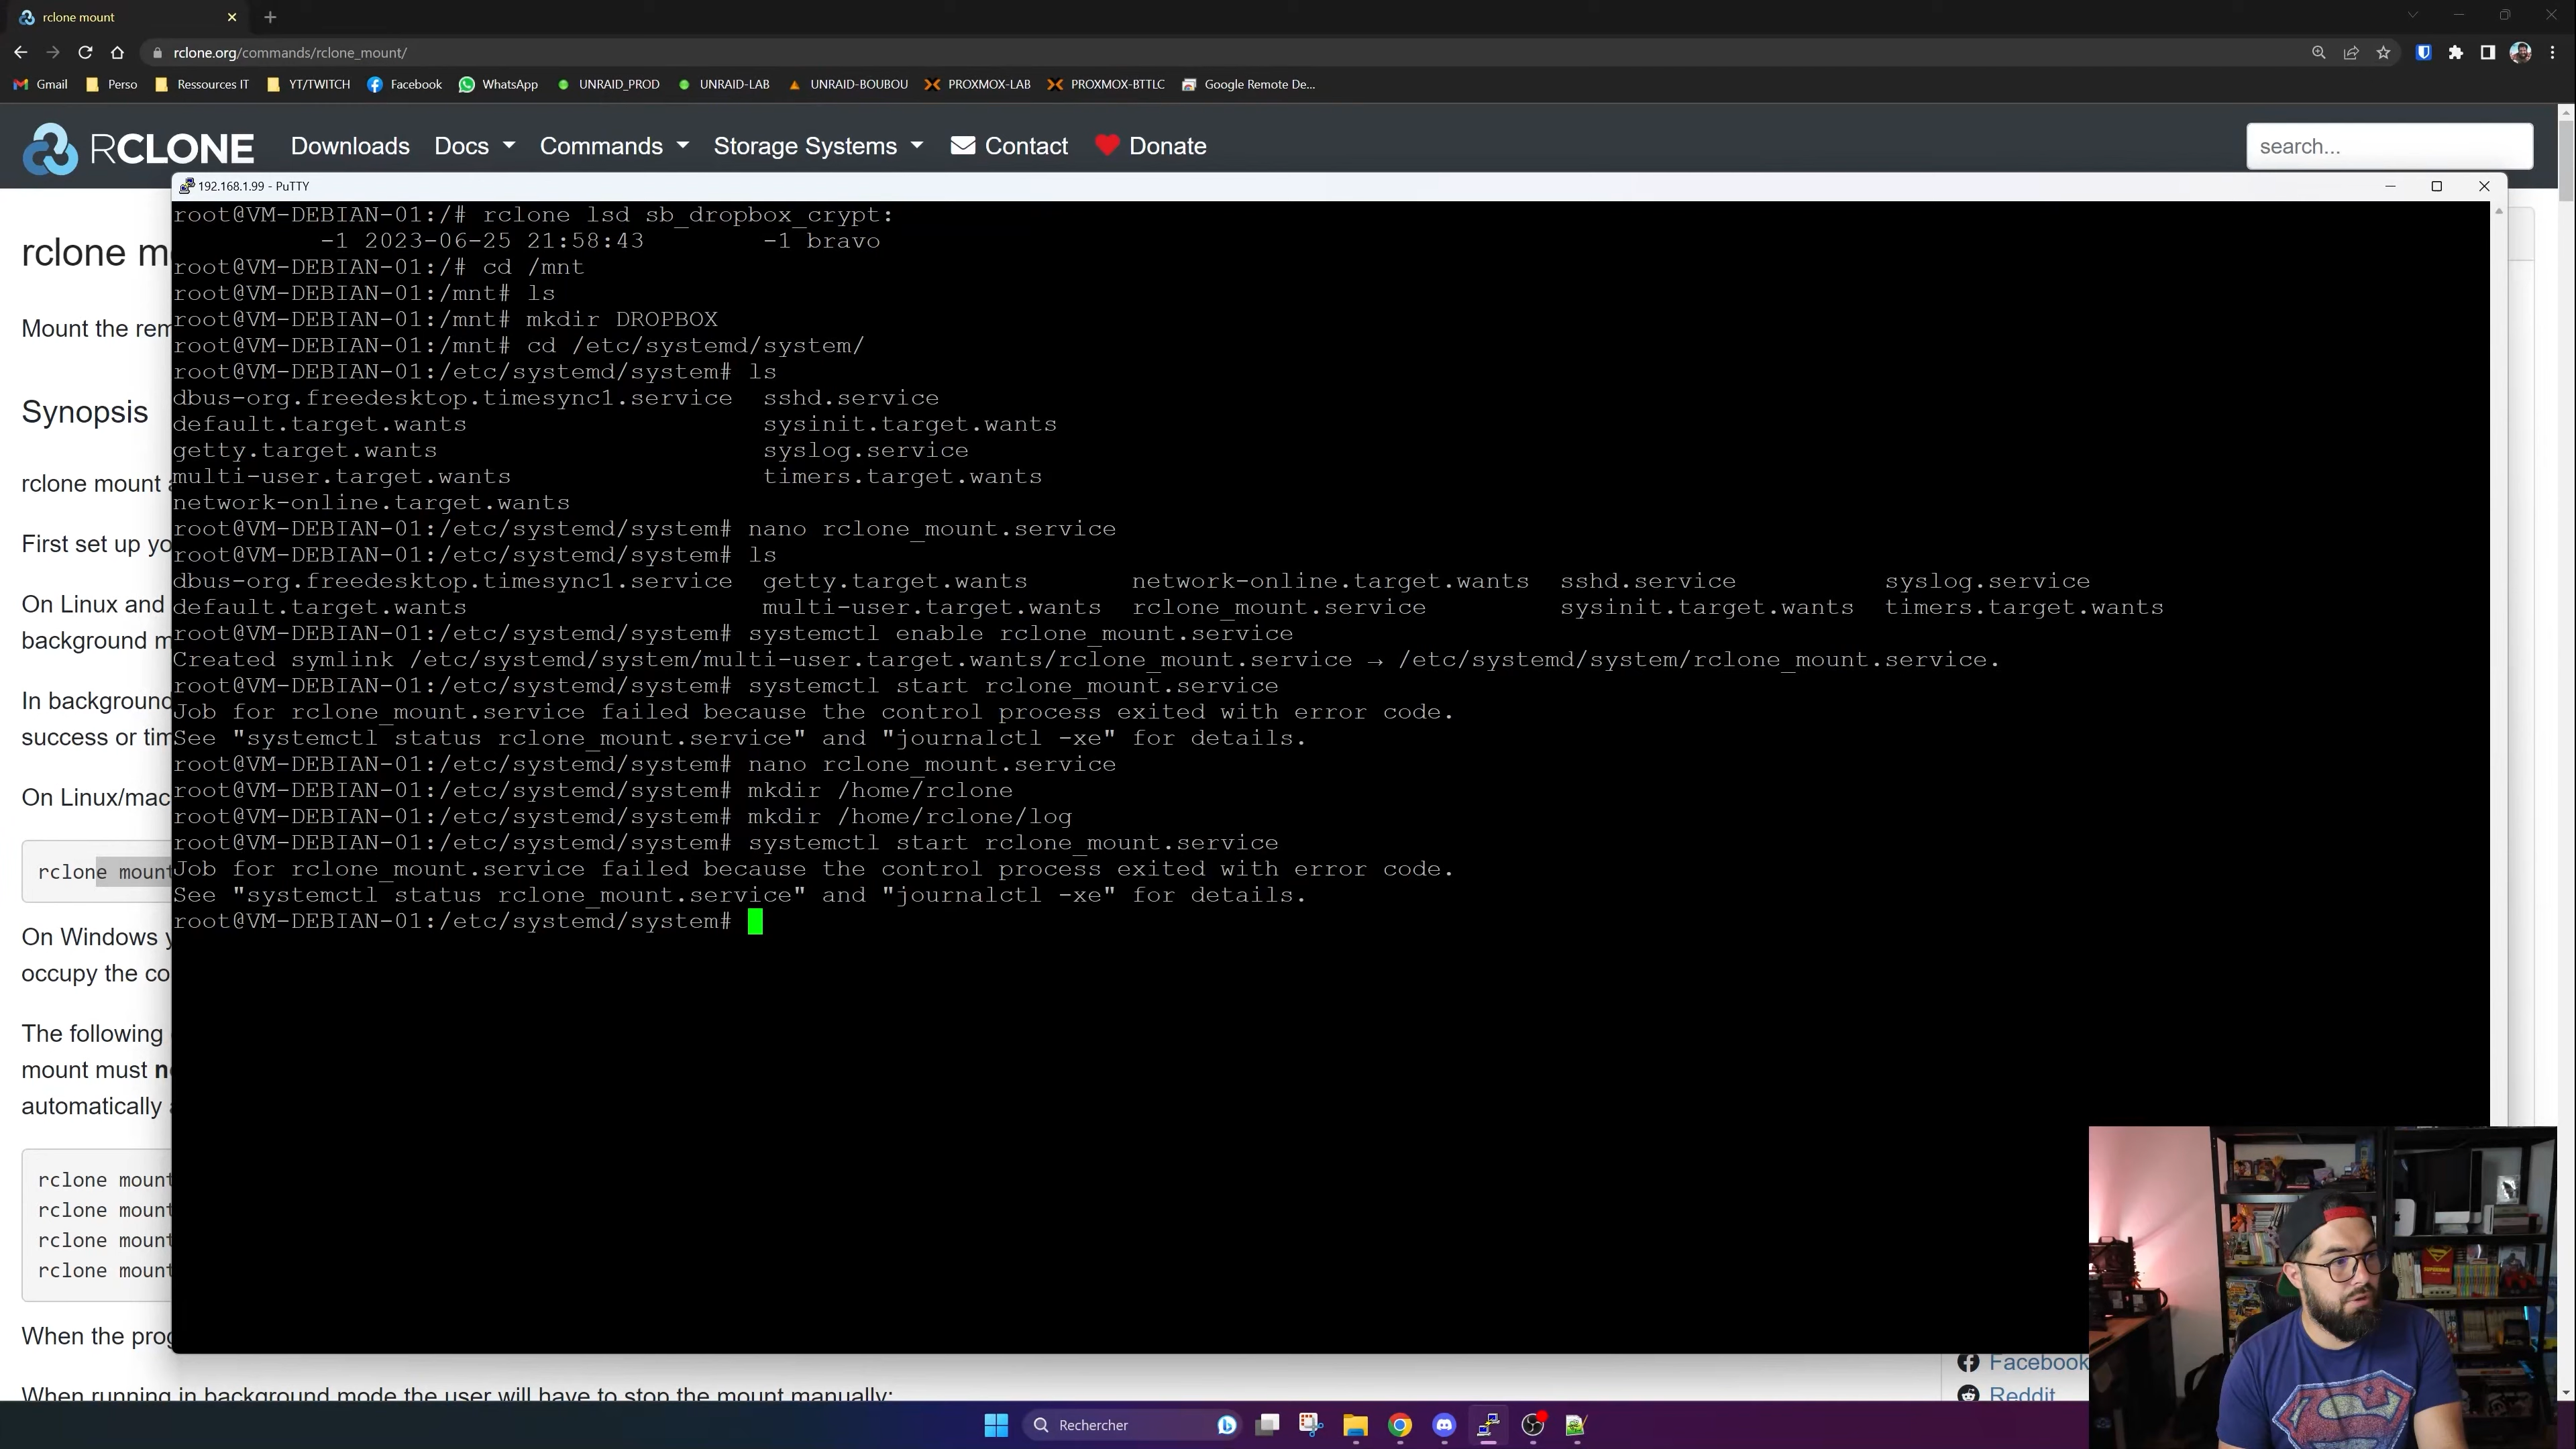 rclone mount
rclone.org/commands/rclone_mount/
Gmail Perso Ressources IT YT/TWITCH Facebook WhatsApp UNRAID_PROD UNRAID-LAB UNRAID-BOUBOU PROXMOX-LAB PROXMOX-BTTLC Google Remote De...
RCLONE Downloads Docs Commands Storage Systems Contact Donate search...
192.168.1.99 - PuTTY
root@VM-DEBIAN-01:/# rclone lsd sb_dropbox_crypt:
-1 2023-06-25 21:58:43 -1 bravo
root@VM-DEBIAN-01:/# cd /mnt
root@VM-DEBIAN-01:/mnt# ls
root@VM-DEBIAN-01:/mnt# mkdir DROPBOX
root@VM-DEBIAN-01:/mnt# cd /etc/systemd/system/
root@VM-DEBIAN-01:/etc/systemd/system# ls
dbus-org.freedesktop.timesync1.service sshd.service
default.target.wants sysinit.target.wants
getty.target.wants syslog.service
multi-user.target.wants timers.target.wants
network-online.target.wants
root@VM-DEBIAN-01:/etc/systemd/system# nano rclone_mount.service
root@VM-DEBIAN-01:/etc/systemd/system# ls
dbus-org.freedesktop.timesync1.service getty.target.wants network-online.target.wants sshd.service syslog.service
default.target.wants multi-user.target.wants rclone_mount.service sysinit.target.wants timers.target.wants
root@VM-DEBIAN-01:/etc/systemd/system# systemctl enable rclone_mount.service
Created symlink /etc/systemd/system/multi-user.target.wants/rclone_mount.service → /etc/systemd/system/rclone_mount.service.
root@VM-DEBIAN-01:/etc/systemd/system# systemctl start rclone_mount.service
Job for rclone_mount.service failed because the control process exited with error code.
See "systemctl status rclone_mount.service" and "journalctl -xe" for details.
root@VM-DEBIAN-01:/etc/systemd/system# nano rclone_mount.service
root@VM-DEBIAN-01:/etc/systemd/system# mkdir /home/rclone
root@VM-DEBIAN-01:/etc/systemd/system# mkdir /home/rclone/log
root@VM-DEBIAN-01:/etc/systemd/system# systemctl start rclone_mount.service
Job for rclone_mount.service failed because the control process exited with error code.
See "systemctl status rclone_mount.service" and "journalctl -xe" for details.
root@VM-DEBIAN-01:/etc/systemd/system#
rclone m
Mount the rem
Synopsis
rclone mount
First set up yo
On Linux and
background m
In background
success or tim
On Linux/mac
rclone mount
On Windows y
occupy the co
The following
mount must n
automatically
rclone mount
rclone mount
rclone mount
rclone mount
When the prog
When running in background mode the user will have to stop the mount manually:
Facebook
Reddit
Rechercher